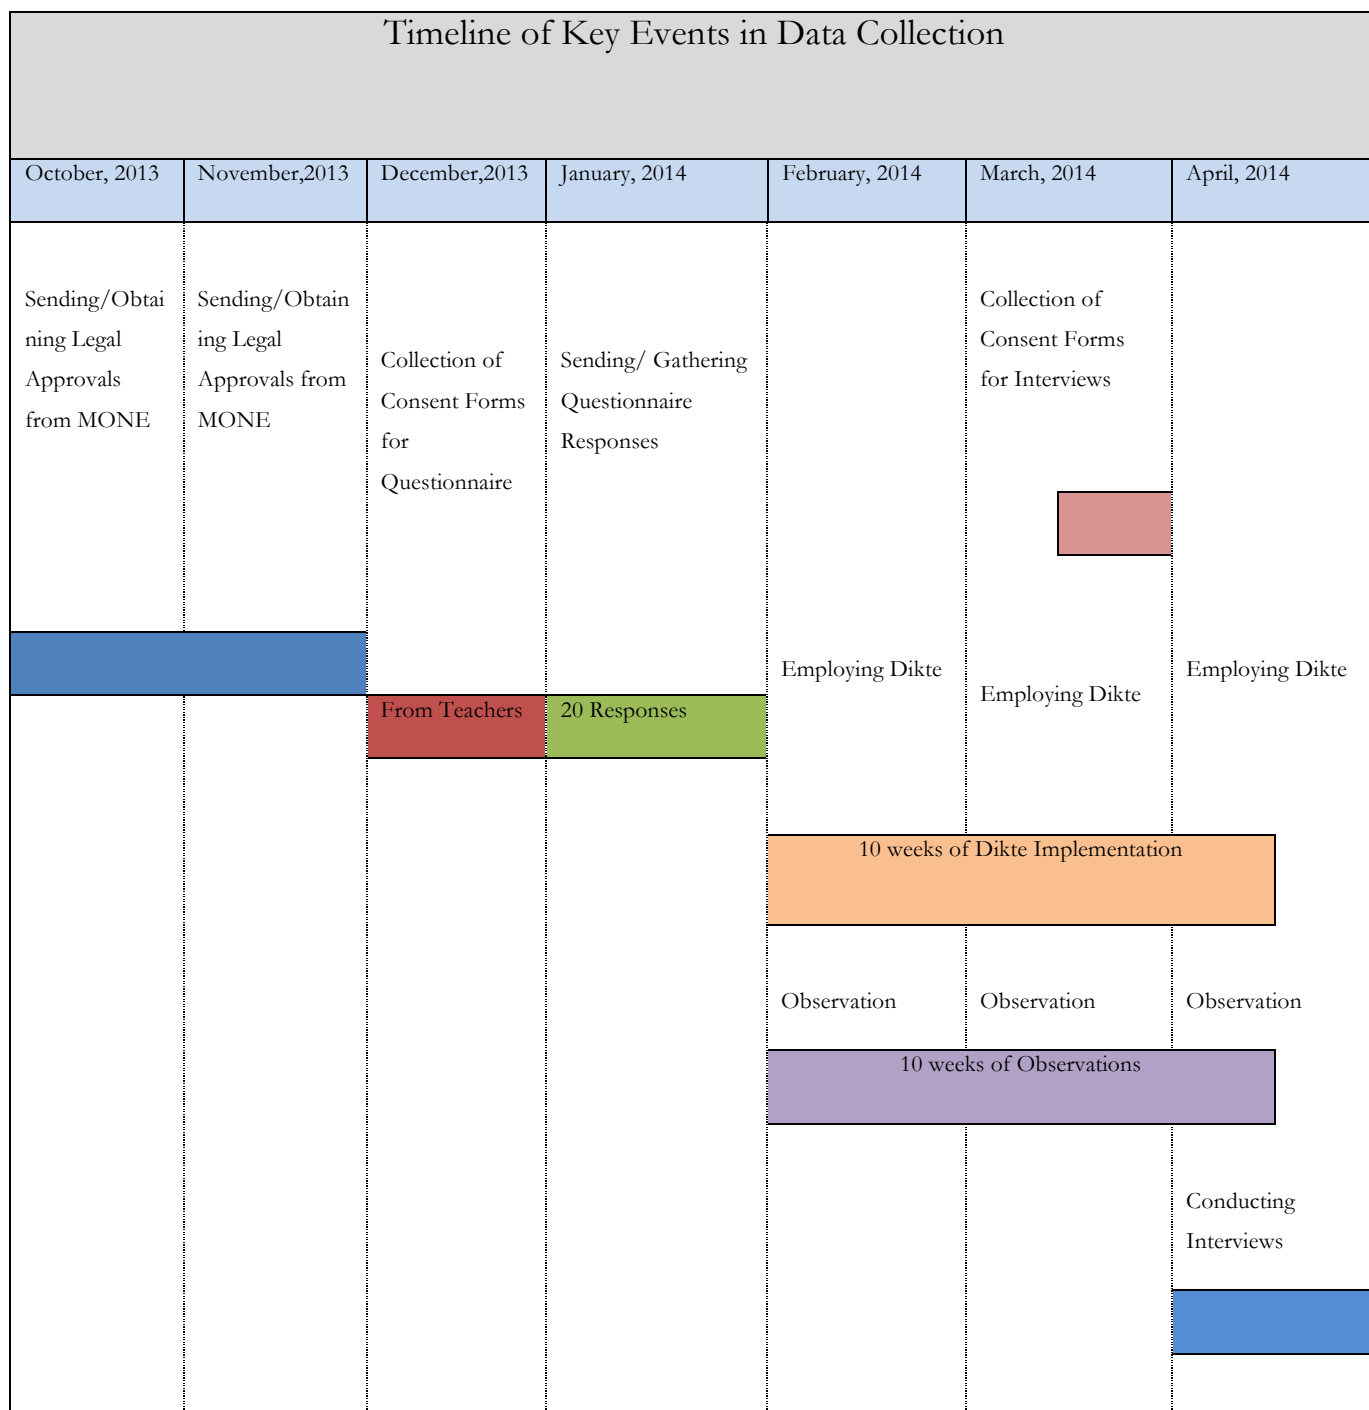 Timeline of Key Events in Data Collection
October, 2013
November,2013
December,2013
January, 2014
February, 2014
March, 2014
April, 2014
Sending/Obtai
ning Legal
Approvals
from MONE
Sending/Obtain
ing Legal
Approvals from
MONE
Collection of
Consent Forms
for
Questionnaire
Sending/ Gathering
Questionnaire
Responses
Collection of
Consent Forms
for Interviews
Employing Dikte
Employing Dikte
Employing Dikte
From Teachers
20 Responses
10 weeks of Dikte Implementation
Observation
Observation
Observation
10 weeks of Observations
Conducting
Interviews